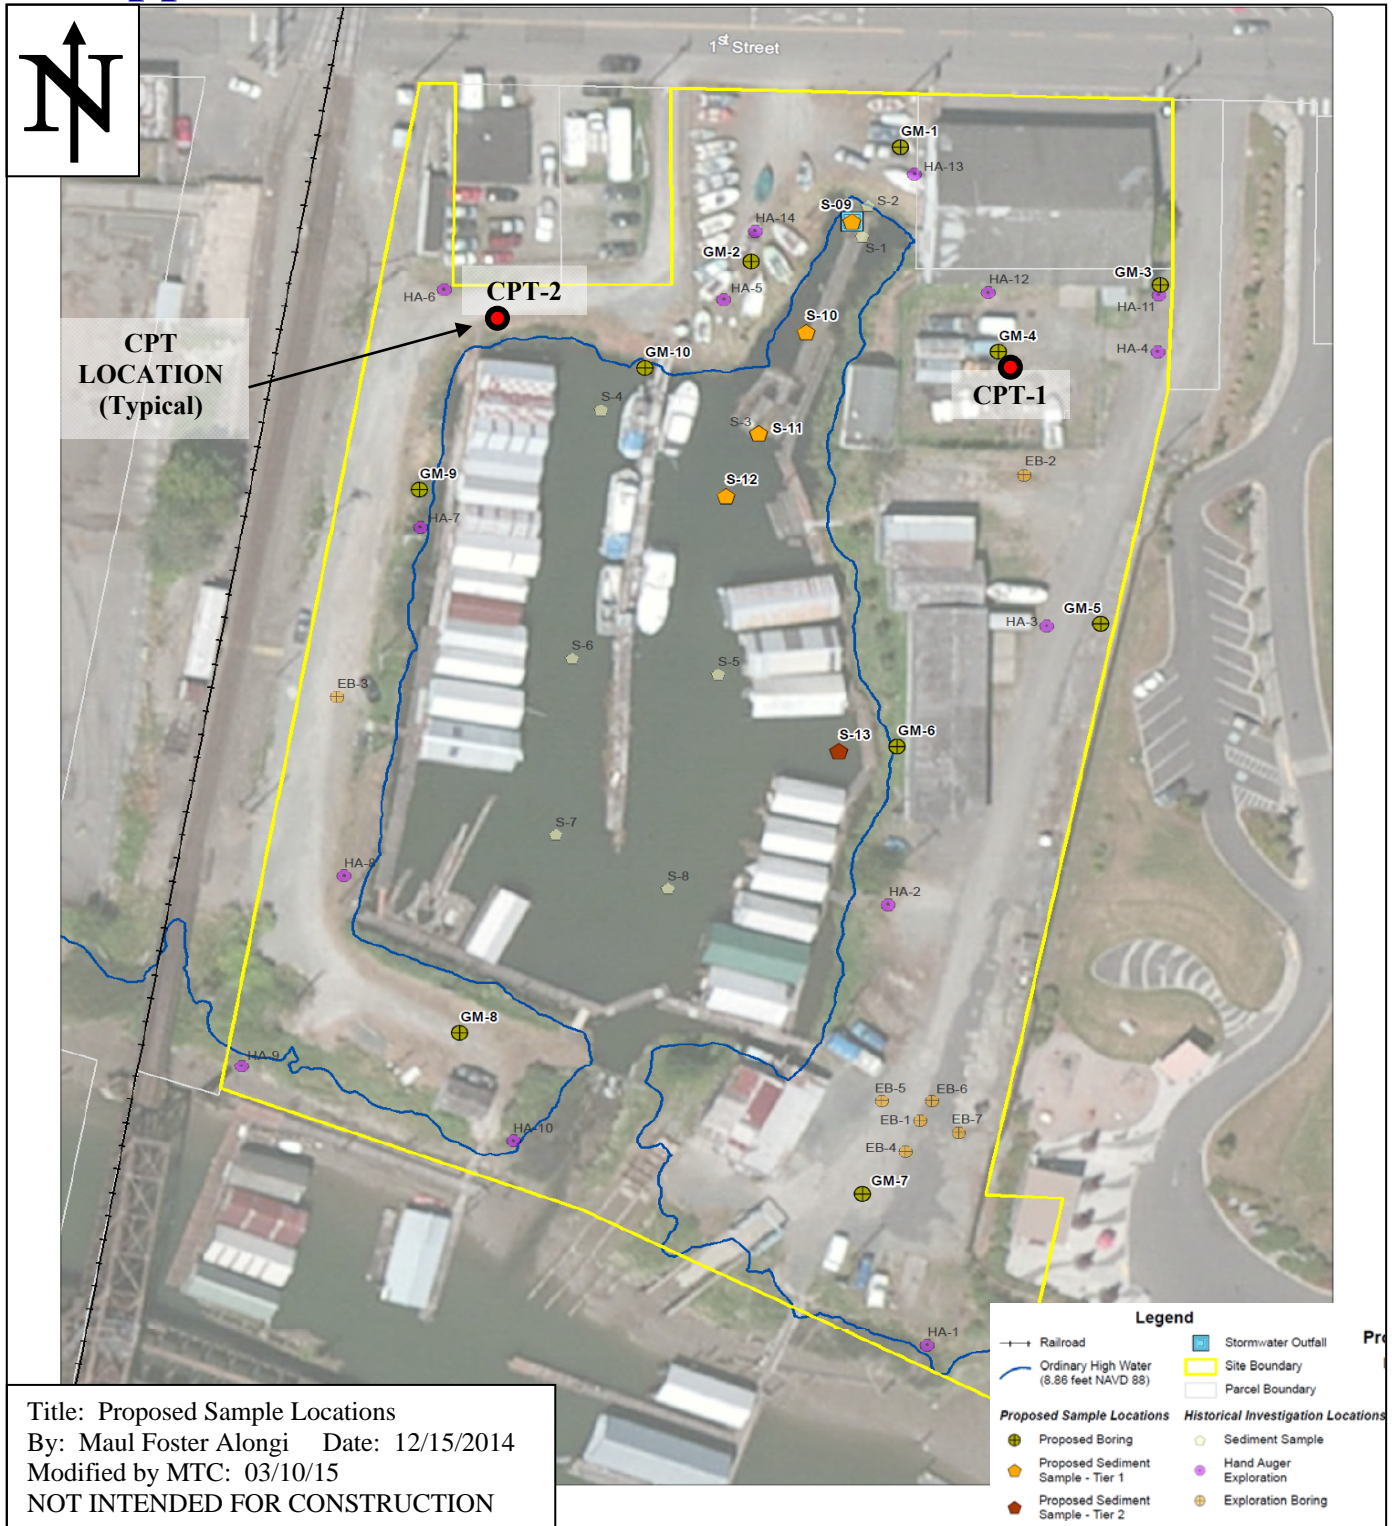 N
1st Street
GM-1
HA-13
S-2
S-09
HA-14
S-1
GM-2
GM-3
HA-12
HA-6
CPT-2
HA-5
HA-11
S-10
CPT
LOCATION
(Typical)
GM-4
HA-4
GM-10
CPT-1
S-4
S-3
S-11
EB-2
GM-9
S-12
HA-7
HA-3
GM-5
S-6
S-5
EB-3
S-13
GM-6
S-7
HA-8
S-8
HA-2
GM-8
HA-9
EB-5
EB-6
EB-1
EB-7
HA-10
EB-4
GM-7
HA-1
Legend
Railroad
Ordinary High Water
(8.86 feet NAVD 88)
Stormwater Outfall
Site Boundary
Parcel Boundary
Proposed Sample Locations
Proposed Boring
Proposed Sediment
Sample - Tier 1
Proposed Sediment
Sample - Tier 2
Historical Investigation Locations
Sediment Sample
Hand Auger
Exploration
Exploration Boring
Title: Proposed Sample Locations
By: Maul Foster Alongi Date: 12/15/2014
Modified by MTC: 03/10/15
NOT INTENDED FOR CONSTRUCTION